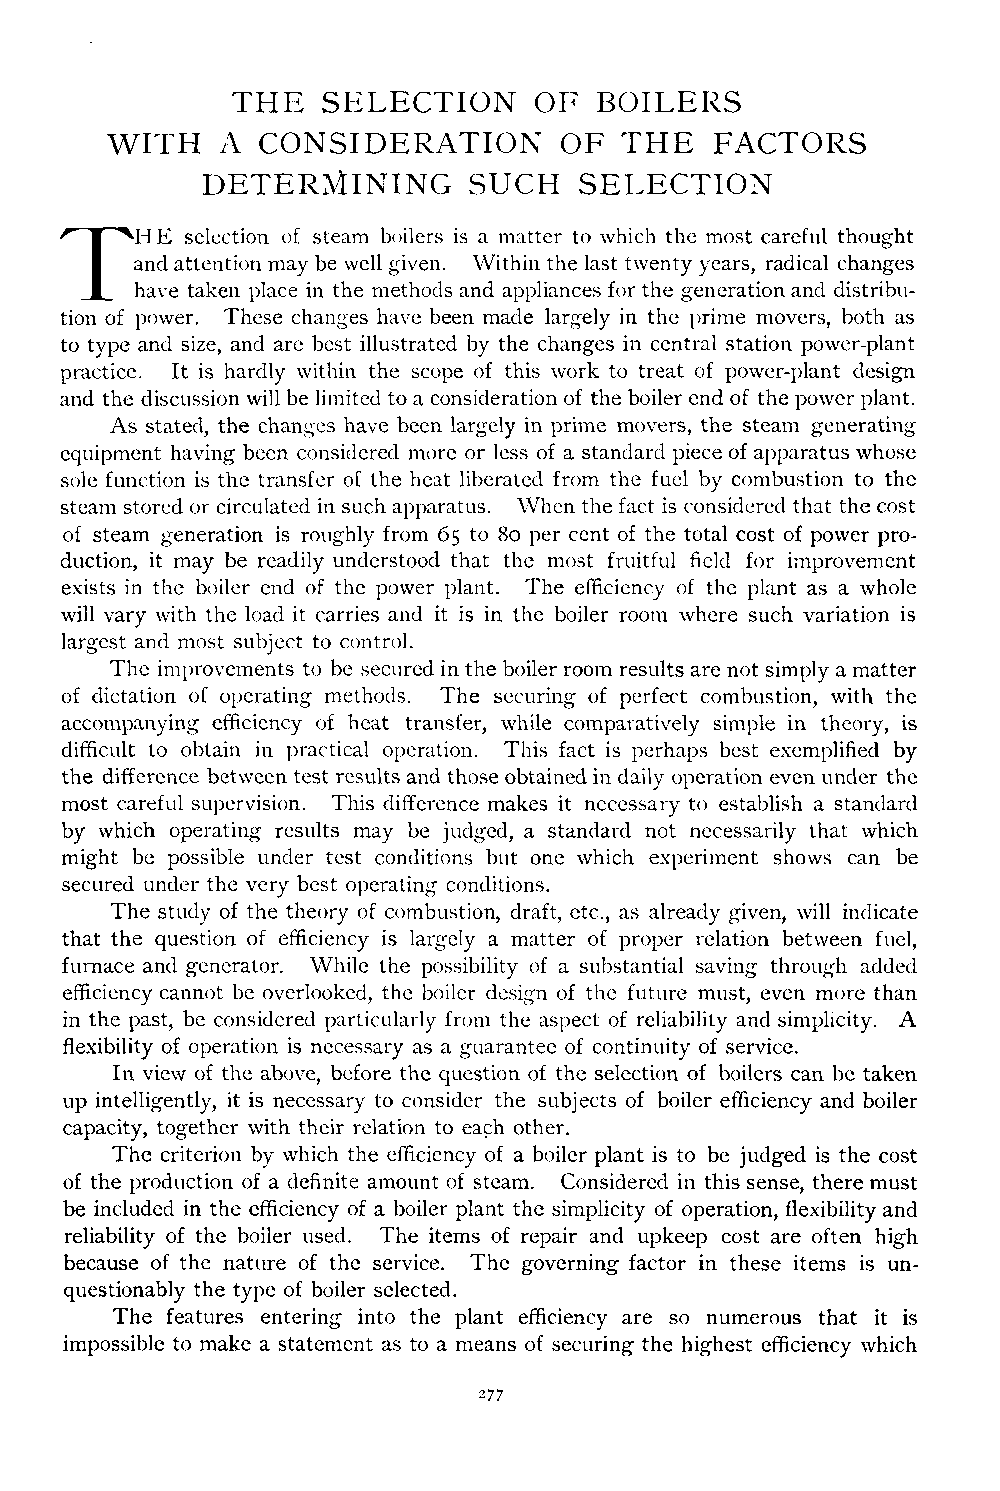 THE SELECTION OF BOILERS
WITH A CONSIDERATION OF THE FACTORS
DETERMINING SUCH SELECTION
THE selection of steam boilers is a matter to which the most careful thought
and attention may be well given. Within the last twenty years, radical changes
have taken place in the methods and appliances for the generation and distribu-
tion of power. These changes have been made largely in the prime movers, both as
to type and size, and are best illustrated by the changes in central station power-plant
practice. It is hardly within the scope of this work to treat of power-plant design
and the discussion will be limited to a consideration of the boiler end of the power plant.
As stated, the changes have been largely in prime movers, the steam generating
equipment having been considered more or less of a standard piece of apparatus whose
sole function is the transfer of the heat liberated from the fuel by combustion to the
steam stored or circulated in such apparatus. When the fact is considered that the cost
of steam generation is roughly from 65 to 80 per cent of the total cost of power pro-
duction, it may be readily understood that the most fruitful field for improvement
exists in the boiler end of the power plant. The efficiency of the plant as a whole
will vary with the load it carries and it is in the boiler room where such variation is
largest and most subject to control.
The improvements to be secured in the boiler room results are not simply a matter
of dictation of operating methods. The securing of perfect combustion, with the
accompanying efficiency of heat transfer, while comparatively simple in theory, is
difficult to obtain in practical operation. This fact is perhaps best exemplified by
the difference between test results and those obtained in daily operation even under the
most careful supervision. This difference makes it necessary to establish a standard
by which operating results may be judged, a standard not necessarily that which
might be possible under test conditions but one which experiment shows can be
secured under the very best operating conditions.
The study of the theory of combustion, draft, etc., as already given, will indicate
that the question of efficiency is largely a matter of proper relation between fuel,
furnace and generator. While the possibility of a substantial saving through added
efficiency cannot be overlooked, the boiler design of the future must, even more than
in the past, be considered particularly from the aspect of reliability and simplicity. A
flexibility of operation is necessary as a guarantee of continuity of service.
In view of the above, before the question of the selection of boilers can be taken
up intelligently, it is necessary to consider the subjects of boiler efficiency and boiler
capacity, together with their relation to each other.
The criterion by which the efficiency of a boiler plant is to be judged is the cost
of the production of a definite amount of steam. Considered in this sense, there must
be included in the efficiency of a boiler plant the simplicity of operation, flexibility and
reliability of the boiler used. The items of repair and upkeep cost are often high
because of the nature of the service. The governing factor in these items is un-
questionably the type of boiler selected.
The features entering into the plant efficiency are so numerous that it is
impossible to make a statement as to a means of securing the highest efficiency which
277